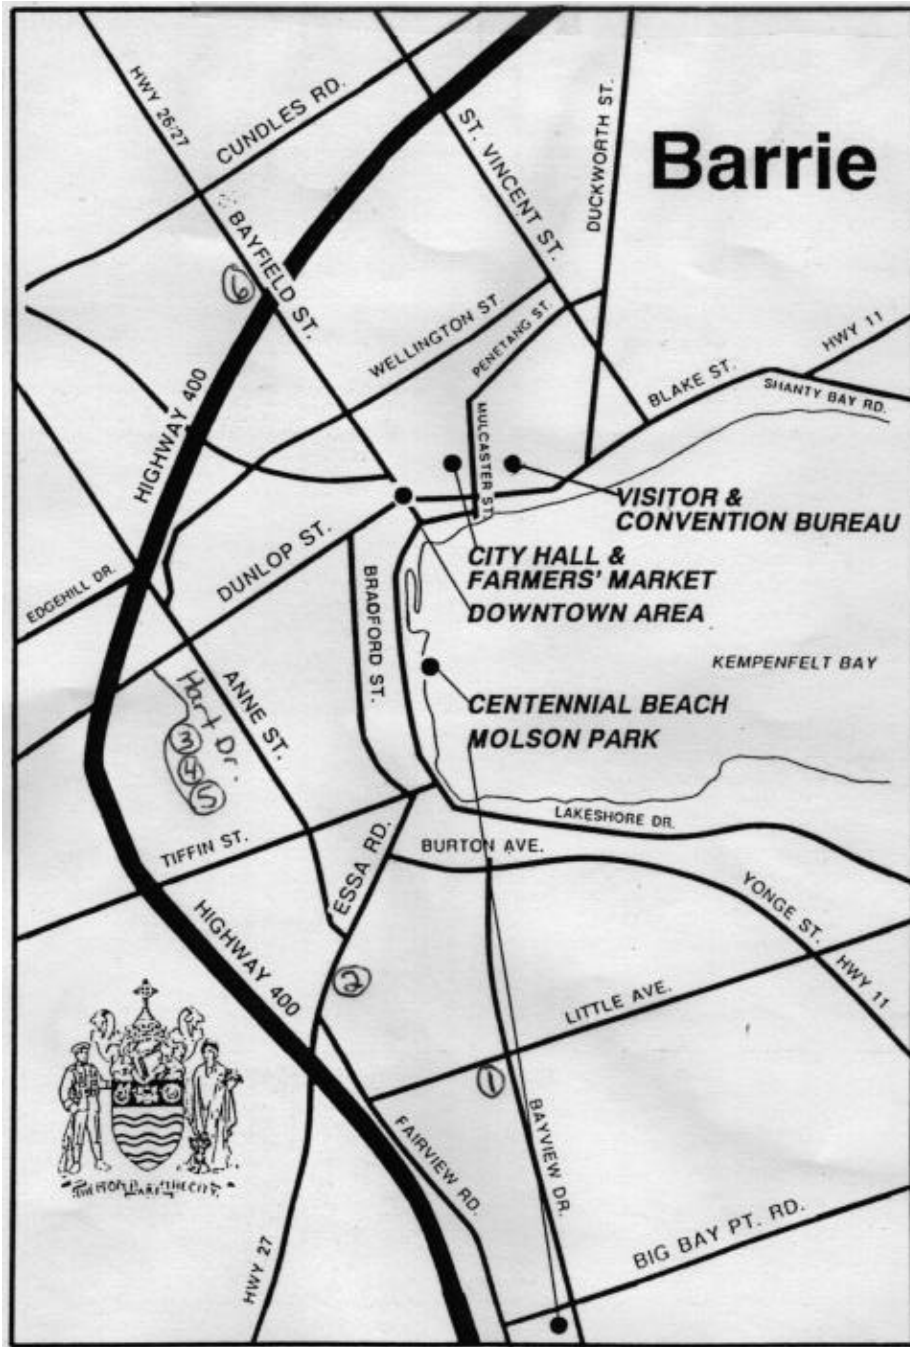 HWY 26/27
CUNDLES RD.
ST. VINCENT ST.
DUCKWORTH ST.
Barrie
BAYFIELD ST.
6
WELLINGTON ST
PENETANG ST.
HWY 11
BLAKE ST.
SHANTY BAY RD.
HIGHWAY 400
MULCASTER ST.
VISITOR &
CONVENTION BUREAU
DUNLOP ST.
CITY HALL &
FARMERS' MARKET
EDGEHILL DR.
BRADFORD ST.
DOWNTOWN AREA
KEMPENFELT BAY
ANNE ST.
Hart Dr.
3
4
5
CENTENNIAL BEACH
MOLSON PARK
TIFFIN ST.
LAKESHORE DR.
ESSA RD.
BURTON AVE.
YONGE ST.
HIGHWAY 400
HWY 11
2
LITTLE AVE.
1
BAYVIEW DR.
FAIRVIEW RD.
BIG BAY PT. RD.
HWY 27